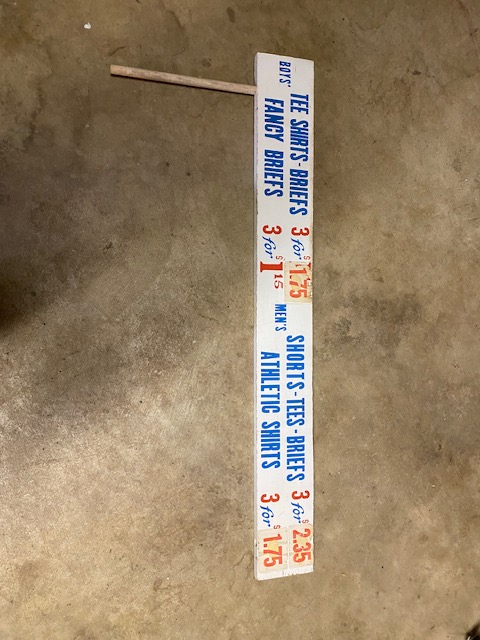 BOYS' TEE SHIRTS - BRIEFS 3 for $1.75
FANCY BRIEFS 3 for $1 15
MEN'S SHORTS - TEES - BRIEFS 3 for $2.35
ATHLETIC SHIRTS 3 for $1.75